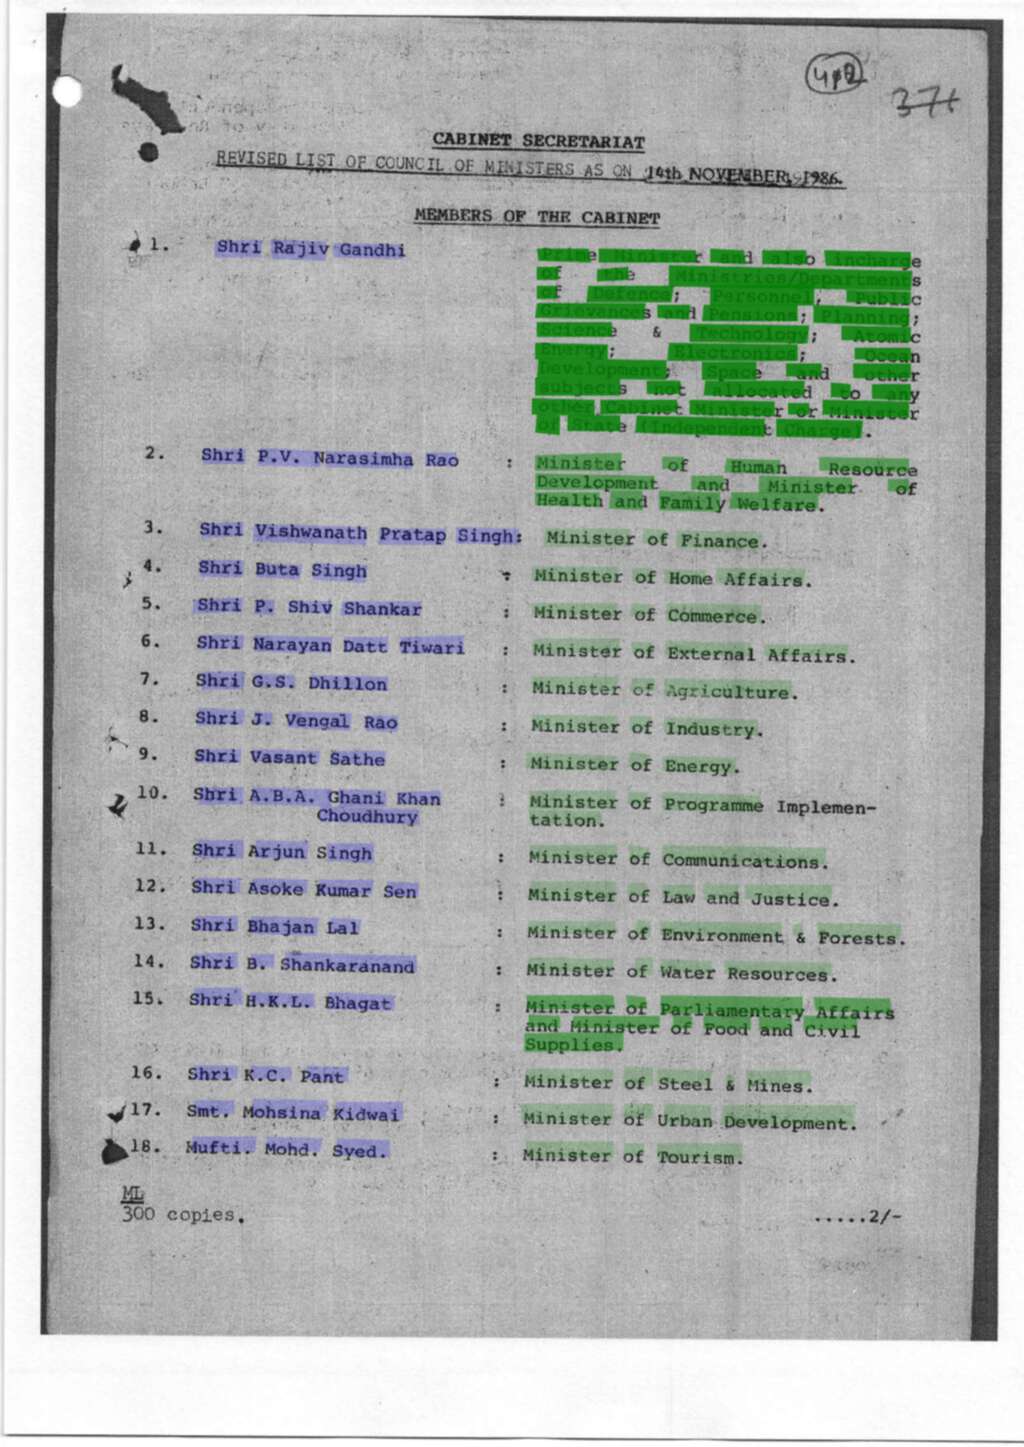 402
371
CABINET SECRETARIAT
REVISED LIST OF COUNCIL OF MINISTERS AS ON 14th NOVEMBER, 1986.
MEMBERS OF THE CABINET
1. Shri Rajiv Gandhi Prime Minister and also incharge
of the Ministries/Departments
of Defence; Personnel, Public
Grievances and Pensions; Planning;
Science & Technology; Atomic
Energy; Electronics; Ocean
Development; Space and other
subjects not allocated to any
other Cabinet Minister or Minister
of State (Independent Charge).
2. Shri P.V. Narasimha Rao : Minister of Human Resource
Development and Minister of
Health and Family Welfare.
3. Shri Vishwanath Pratap Singh: Minister of Finance.
4. Shri Buta Singh : Minister of Home Affairs.
5. Shri P. Shiv Shankar : Minister of Commerce.
6. Shri Narayan Datt Tiwari : Minister of External Affairs.
7. Shri G.S. Dhillon : Minister of Agriculture.
8. Shri J. Vengal Rao : Minister of Industry.
9. Shri Vasant Sathe : Minister of Energy.
10. Shri A.B.A. Ghani Khan : Minister of Programme Implemen-
Choudhury tation.
11. Shri Arjun Singh : Minister of Communications.
12. Shri Asoke Kumar Sen : Minister of Law and Justice.
13. Shri Bhajan Lal : Minister of Environment & Forests.
14. Shri B. Shankaranand : Minister of Water Resources.
15. Shri H.K.L. Bhagat : Minister of Parliamentary Affairs
and Minister of Food and Civil
Supplies.
16. Shri K.C. Pant : Minister of Steel & Mines.
17. Smt. Mohsina Kidwai : Minister of Urban Development.
18. Mufti. Mohd. Syed. : Minister of Tourism.
ML
300 copies.
.....2/-